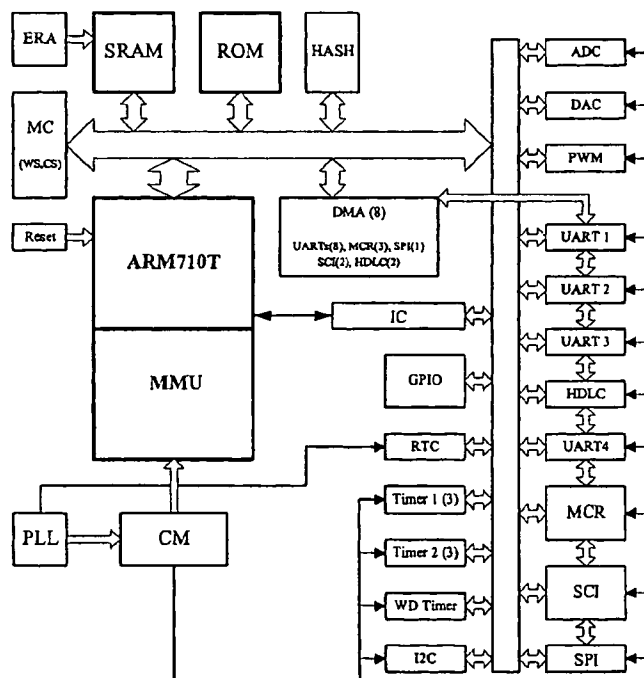 ERA
SRAM
ROM
HASH
ADC
MC
(WS,CS)
DAC
PWM
DMA (8)
UARTs(8), MCR(3), SPI(1)
SCI(2), HDLC(2)
Reset
ARM710T
UART 1
UART 2
IC
UART 3
MMU
GPIO
HDLC
RTC
UART4
Timer 1 (3)
MCR
PLL
CM
Timer 2 (3)
WD Timer
SCI
I2C
SPI